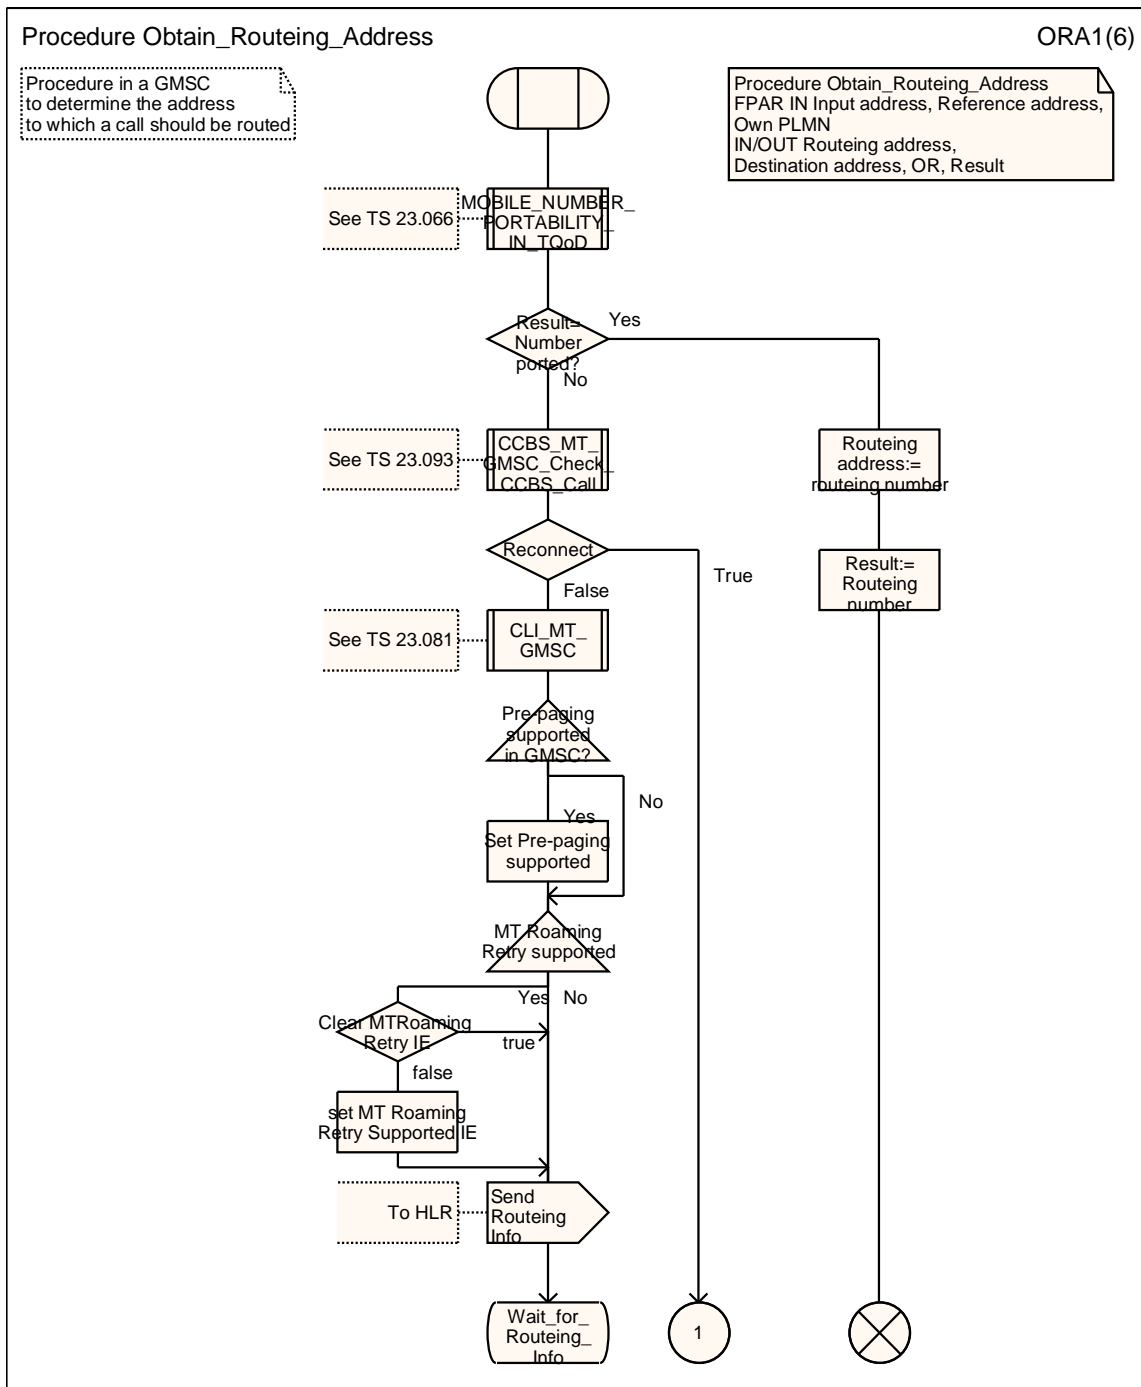 Procedure Obtain_Routeing_Address
ORA1(6)
Procedure in a GMSC
to determine the address
to which a call should be routed
Procedure Obtain_Routeing_Address
FPAR IN Input address, Reference address,
Own PLMN
IN/OUT Routeing address,
Destination address, OR, Result
See TS 23.066
MOBILE_NUMBER_
PORTABILITY_
IN_TQoD
Result=
Number
ported?
Yes
No
See TS 23.093
CCBS_MT_
GMSC_Check_
CCBS_Call
Routeing
address:=
routeing number
Reconnect
True
False
Result:=
Routeing
number
See TS 23.081
CLI_MT_
GMSC
Pre-paging
supported
in GMSC?
No
Yes
Set Pre-paging
supported
MT Roaming
Retry supported
Yes
No
Clear MTRoaming
Retry IE
true
false
set MT Roaming
Retry Supported IE
To HLR
Send
Routeing
Info
Wait_for_
Routeing_
Info
1